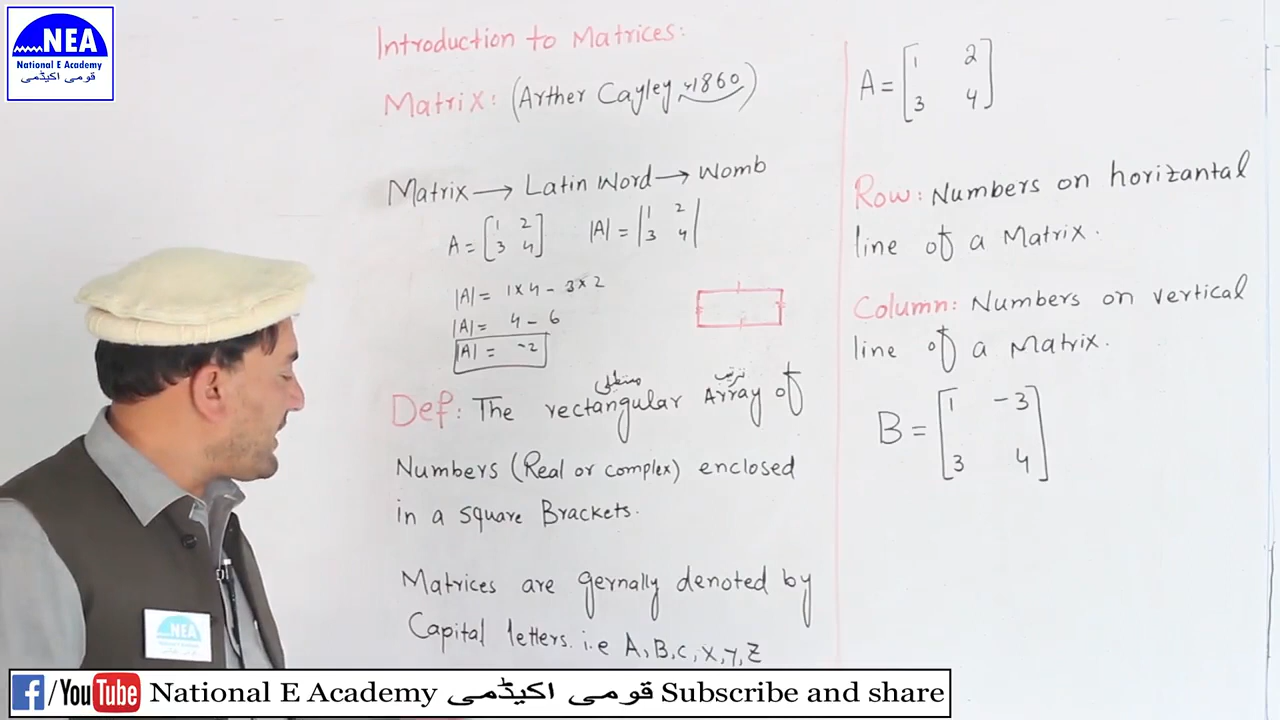 NEA
National E Academy
قومی اکیڈمی
Introduction to Matrices:
Matrix: (Arther Cayley 1860)
Matrix → Latin Word → Womb
A = [1 2
3 4] |A| = |1 2
3 4|
|A| = 1×4 - 3×2
|A| = 4 - 6
|A| = -2
مستطیلی ترتیب
Def: The rectangular Array of
Numbers (Real or complex) enclosed
in a square Brackets.
Matrices are gernally denoted by
Capital letters. i.e A, B, C, X, Y, Z
A = [1 2
3 4]
Row: Numbers on horizantal
line of a Matrix.
Column: Numbers on vertical
line of a Matrix.
B = [1 -3
3 4]
NEA
National E Academy
f/YouTube National E Academy قومی اکیڈمی Subscribe and share